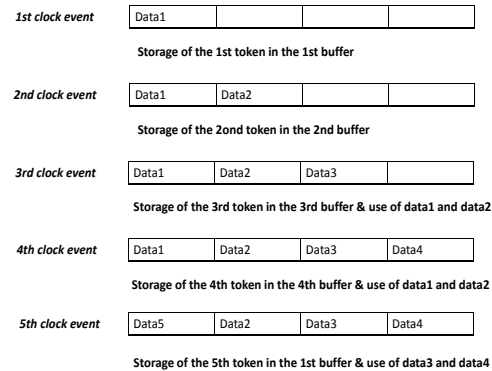 1st clock event Data1
Storage of the 1st token in the 1st buffer
2nd clock event Data1 Data2
Storage of the 2ond token in the 2nd buffer
3rd clock event Data1 Data2 Data3
Storage of the 3rd token in the 3rd buffer & use of data1 and data2
4th clock event Data1 Data2 Data3 Data4
Storage of the 4th token in the 4th buffer & use of data1 and data2
5th clock event Data5 Data2 Data3 Data4
Storage of the 5th token in the 1st buffer & use of data3 and data4